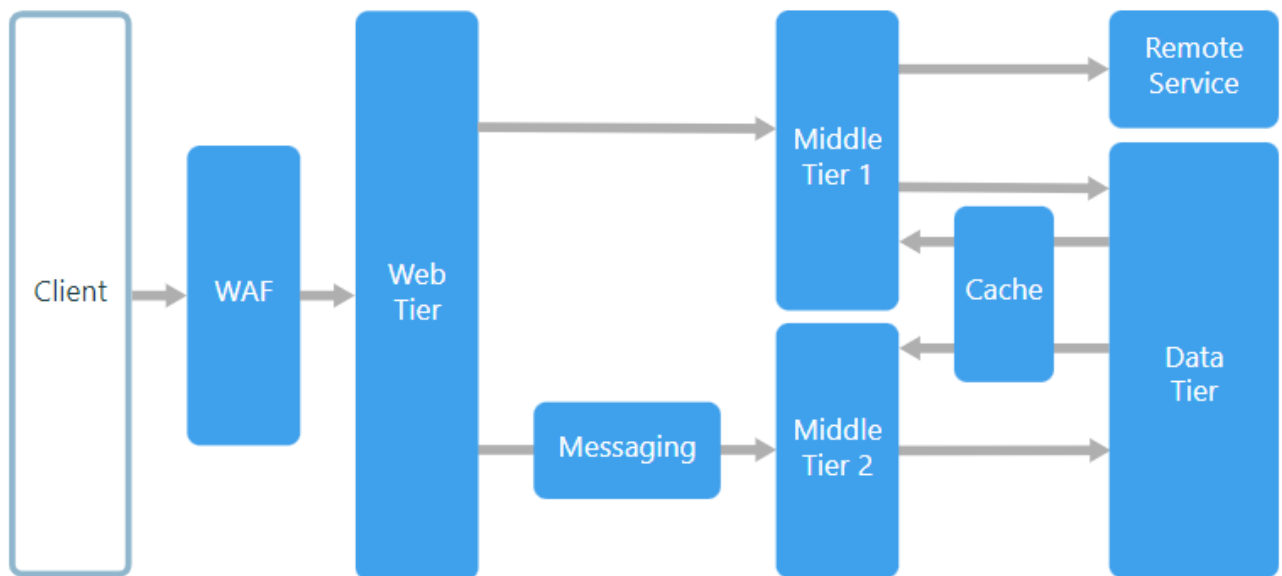 Client
WAF
Web
Tier
Messaging
Middle
Tier 1
Middle
Tier 2
Cache
Remote
Service
Data
Tier